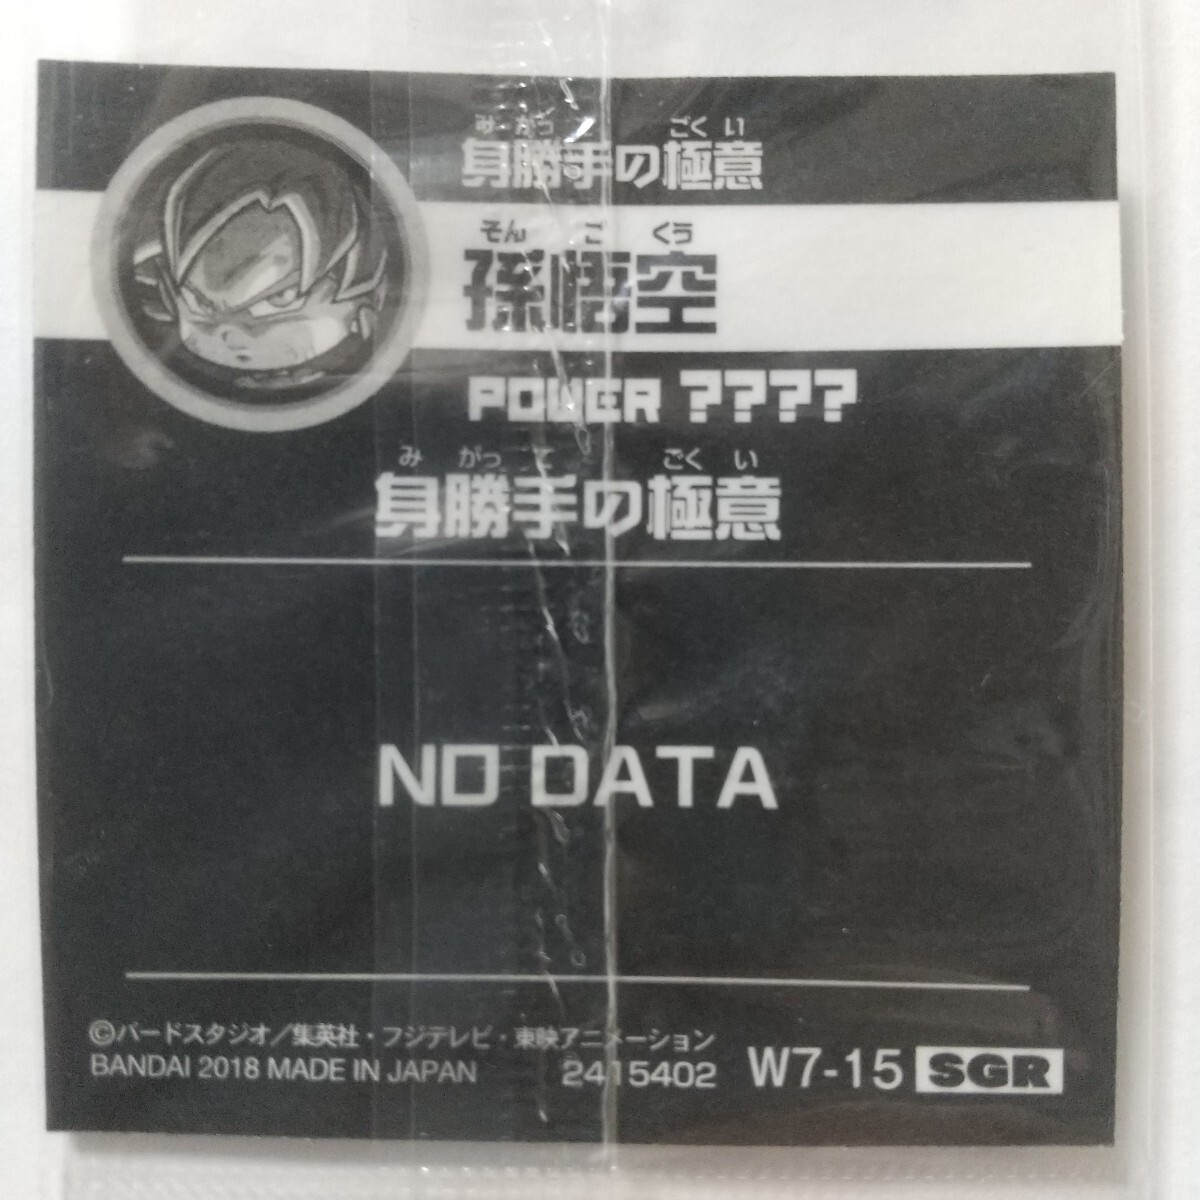 みがっ ごくい
身勝手の極意
そんごくう
孫悟空
POWER ????
みがって ごくい
身勝手の極意
NO DATA
©バードスタジオ/集英社・フジテレビ・東映アニメーション
BANDAI 2018 MADE IN JAPAN 2415402 W7-15 SGR